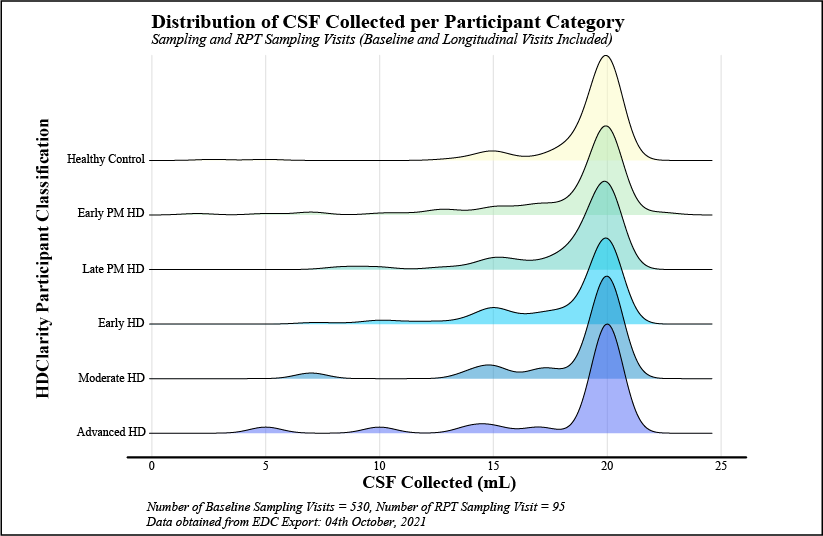 Distribution of CSF Collected per Participant Category
Sampling and RPT Sampling Visits (Baseline and Longitudinal Visits Included)
HDClarity Participant Classification
Healthy Control
Early PM HD
Late PM HD
Early HD
Moderate HD
Advanced HD
0 5 10 15 20 25
CSF Collected (mL)
Number of Baseline Sampling Visits = 530, Number of RPT Sampling Visit = 95
Data obtained from EDC Export: 04th October, 2021